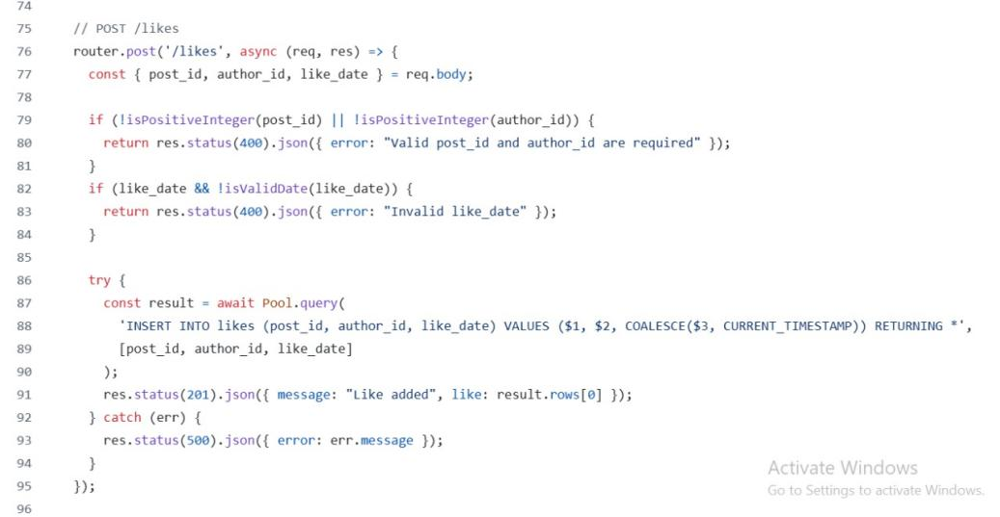 74
75 // POST /likes
76 router.post('/likes', async (req, res) => {
77 const { post_id, author_id, like_date } = req.body;
78
79 if (!isPositiveInteger(post_id) || !isPositiveInteger(author_id)) {
80 return res.status(400).json({ error: "Valid post_id and author_id are required" });
81 }
82 if (like_date && !isValidDate(like_date)) {
83 return res.status(400).json({ error: "Invalid like_date" });
84 }
85
86 try {
87 const result = await Pool.query(
88 'INSERT INTO likes (post_id, author_id, like_date) VALUES ($1, $2, COALESCE($3, CURRENT_TIMESTAMP)) RETURNING *',
89 [post_id, author_id, like_date]
90 );
91 res.status(201).json({ message: "Like added", like: result.rows[0] });
92 } catch (err) {
93 res.status(500).json({ error: err.message });
94 }
95 });
96
Activate Windows
Go to Settings to activate Windows.